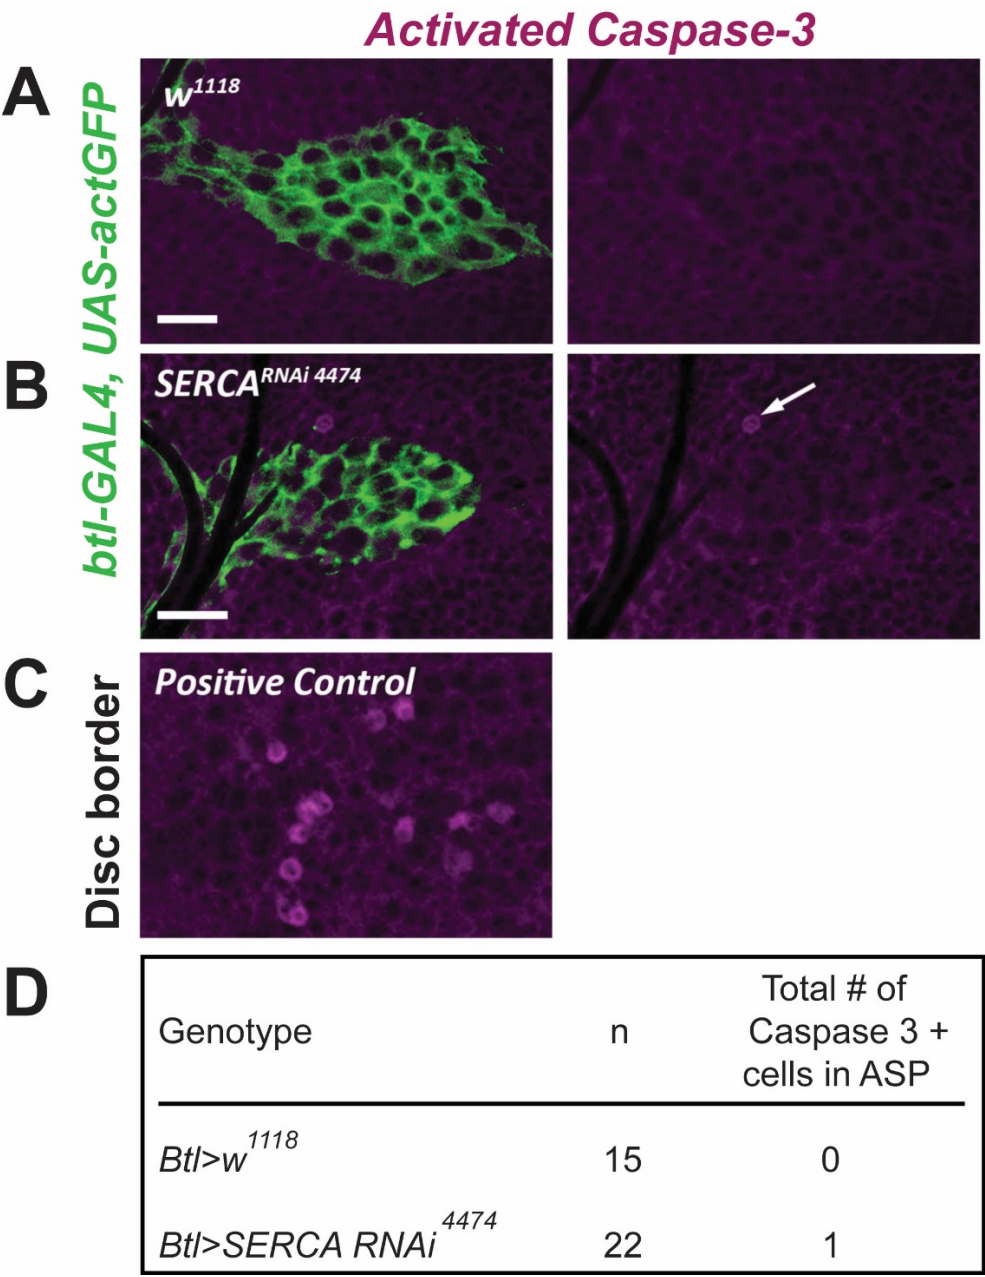 Activated Caspase-3
A
btl-GAL4, UAS-actGFP
w1118
B
SERCARNAi 4474
C
Disc border
Positive Control
D
Genotype n Total # of
Caspase 3 +
cells in ASP
Btl>w1118 15 0
Btl>SERCA RNAi4474 22 1